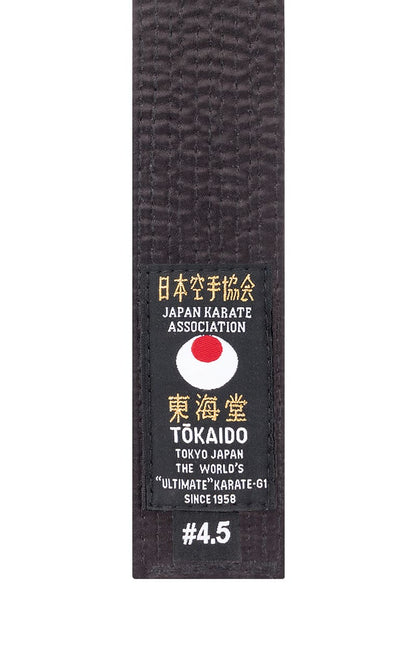 日本空手協会
JAPAN KARATE
ASSOCIATION
東海堂
TŌKAIDO
TOKYO JAPAN
THE WORLD'S
"ULTIMATE" KARATE-GI
SINCE 1958
#4.5